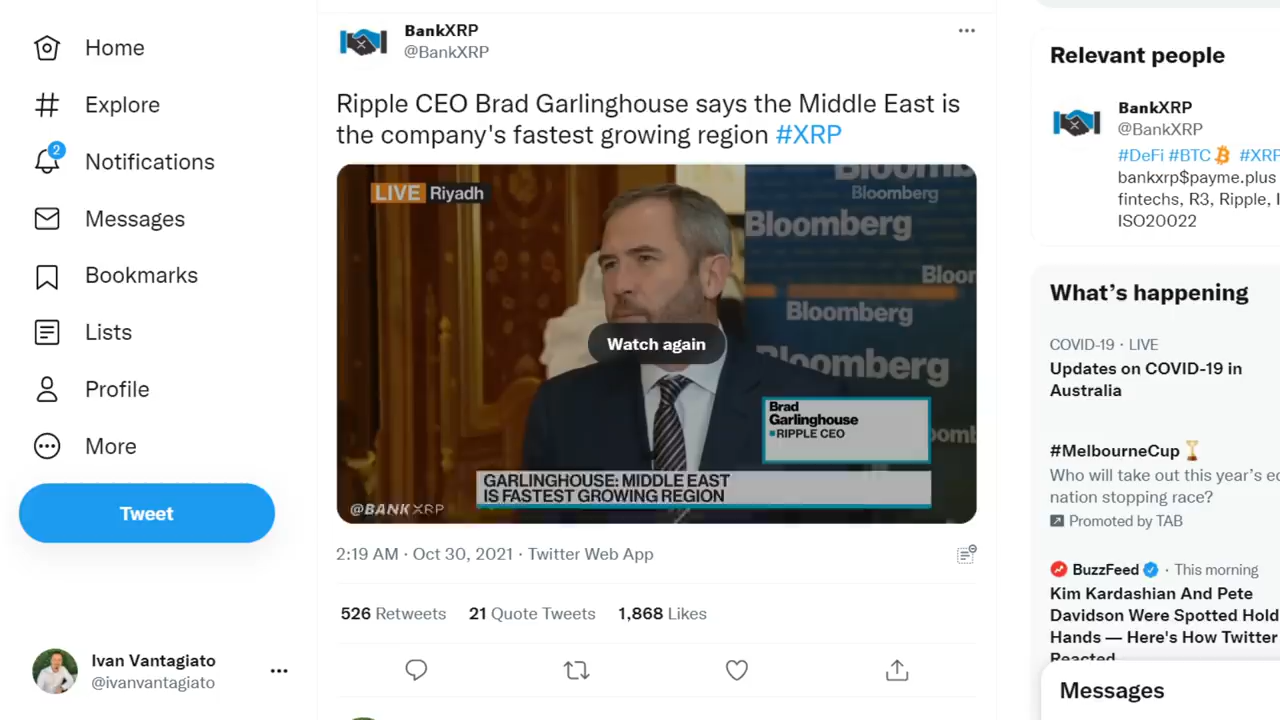 Home
Explore
2
Notifications
Messages
Bookmarks
Lists
Profile
More
Tweet
Ivan Vantagiato
@ivanvantagiato
BankXRP
@BankXRP
Ripple CEO Brad Garlinghouse says the Middle East is
the company's fastest growing region #XRP
LIVE Riyadh
Bloomberg
Bloomberg
Bloomberg
Bloomberg
Bloomberg
Watch again
Brad
Garlinghouse
RIPPLE CEO
GARLINGHOUSE: MIDDLE EAST
IS FASTEST GROWING REGION
@BANKXRP
2:19 AM · Oct 30, 2021 · Twitter Web App
526 Retweets 21 Quote Tweets 1,868 Likes
Relevant people
BankXRP
@BankXRP
#DeFi #BTC #XRP
bankxrp$payme.plus
fintechs, R3, Ripple,
ISO20022
What's happening
COVID-19 · LIVE
Updates on COVID-19 in
Australia
#MelbourneCup
Who will take out this year's
nation stopping race?
Promoted by TAB
BuzzFeed · This morning
Kim Kardashian And Pete
Davidson Were Spotted Hold
Hands — Here's How Twitter
Reacted
Messages